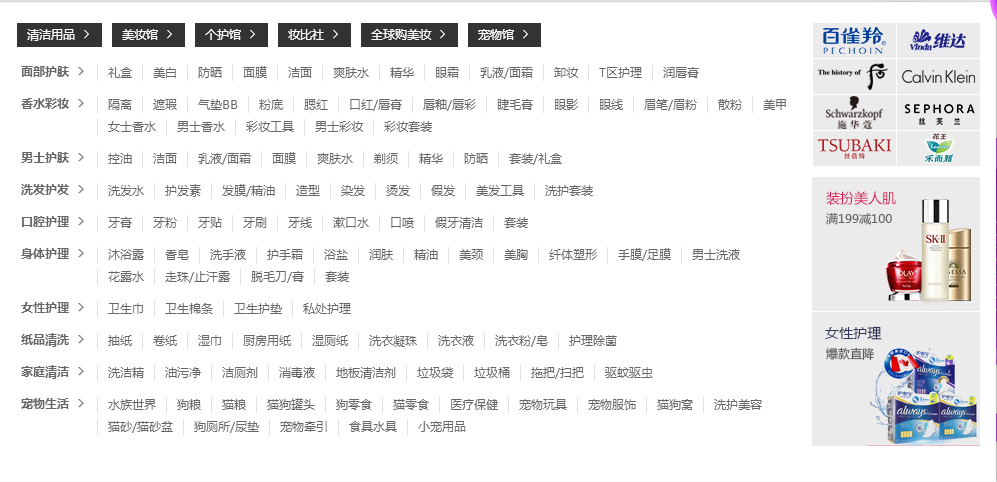 清洁用品 > 美妆馆 > 个护馆 > 妆比社 > 全球购美妆 > 宠物馆 >
面部护肤 > 礼盒 美白 防晒 面膜 洁面 爽肤水 精华 眼霜 乳液/面霜 卸妆 T区护理 润唇膏
香水彩妆 > 隔离 遮瑕 气垫BB 粉底 腮红 口红/唇膏 唇釉/唇彩 睫毛膏 眼影 眼线 眉笔/眉粉 散粉 美甲
女士香水 男士香水 彩妆工具 男士彩妆 彩妆套装
男士护肤 > 控油 洁面 乳液/面霜 面膜 爽肤水 剃须 精华 防晒 套装/礼盒
洗发护发 > 洗发水 护发素 发膜/精油 造型 染发 烫发 假发 美发工具 洗护套装
口腔护理 > 牙膏 牙粉 牙贴 牙刷 牙线 漱口水 口喷 假牙清洁 套装
身体护理 > 沐浴露 香皂 洗手液 护手霜 浴盐 润肤 精油 美颈 美胸 纤体塑形 手膜/足膜 男士洗液
花露水 走珠/止汗露 脱毛刀/膏 套装
女性护理 > 卫生巾 卫生棉条 卫生护垫 私处护理
纸品清洗 > 抽纸 卷纸 湿巾 厨房用纸 湿厕纸 洗衣凝珠 洗衣液 洗衣粉/皂 护理除菌
家庭清洁 > 洗洁精 油污净 洁厕剂 消毒液 地板清洁剂 垃圾袋 垃圾桶 拖把/扫把 驱蚊驱虫
宠物生活 > 水族世界 狗粮 猫粮 猫狗罐头 狗零食 猫零食 医疗保健 宠物玩具 宠物服饰 猫狗窝 洗护美容
猫砂/猫砂盆 狗厕所/尿垫 宠物牵引 食具水具 小宠用品
百雀羚 PECHOIN
Vinda 维达
The history of 후
Calvin Klein
Schwarzkopf
施华蔻
SEPHORA
丝芙兰
TSUBAKI
丝蓓绮
花王
Laurier
乐而雅
装扮美人肌
满199减100
SK-II
OLAY
女性护理
爆款直降
always
always
always